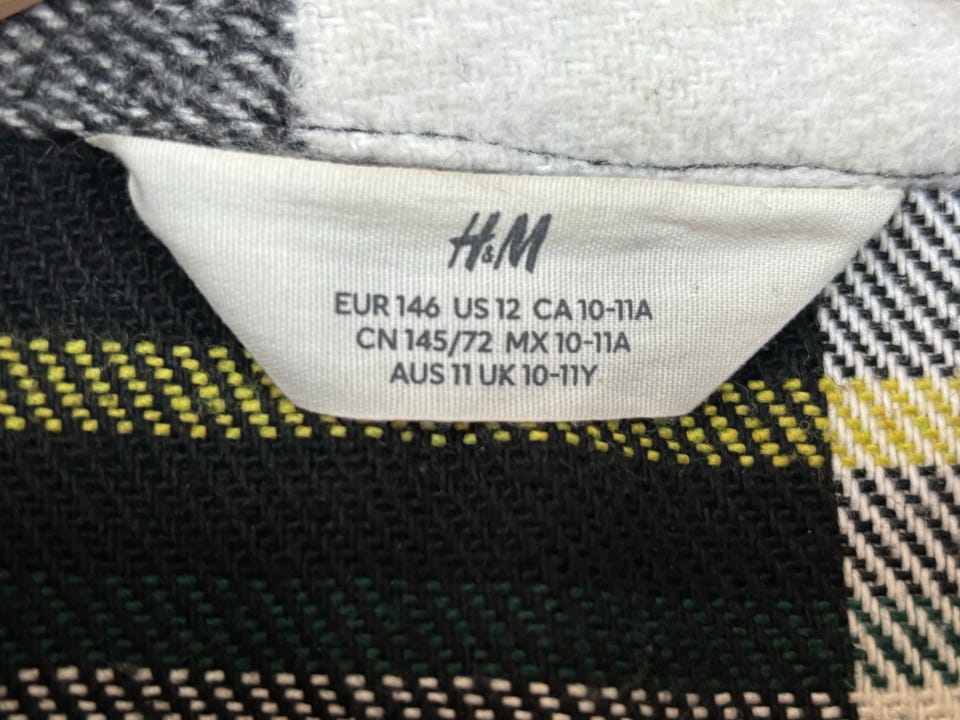 H&M
EUR 146 US 12 CA 10-11A
CN 145/72 MX 10-11A
AUS 11 UK 10-11Y